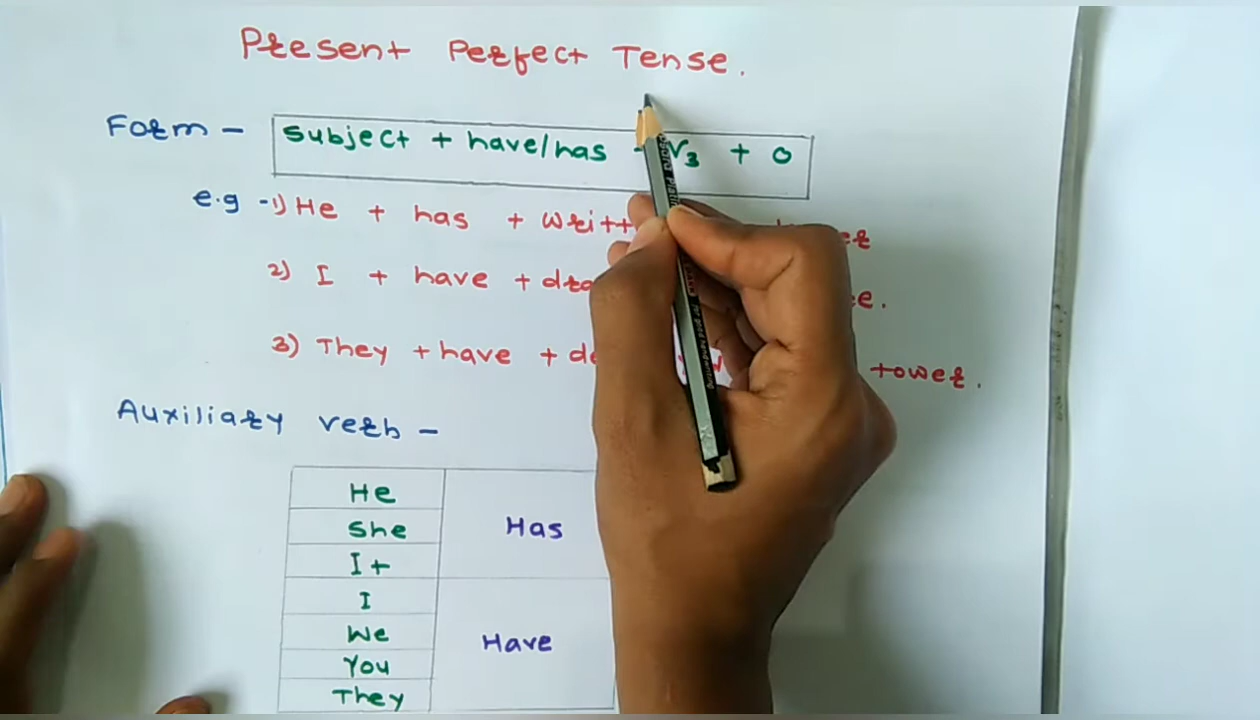 Present Perfect Tense.
Form - subject + have/has V3 + O
e.g -1) He + has +
2) I + have +
3) They + have + tower.
Auxiliary verb -
He
She
It
Has
I
We
You
They
Have